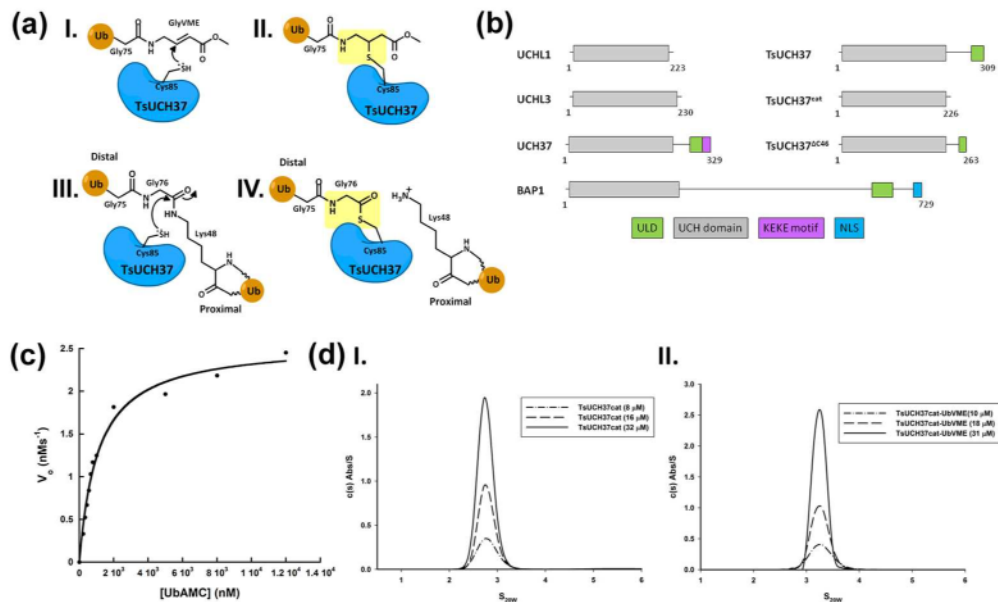 (a)
I.
Ub
Gly75
O
N
H
GlyVME
O
O
SH
Cys85
TsUCH37
II.
Ub
Gly75
O
H
N
O
O
S
Cys85
TsUCH37
III.
Distal
Ub
Gly75
O
H
N
Gly76
O
HN
Lys48
SH
Cys85
TsUCH37
H
N
O
Ub
Proximal
IV.
Distal
Ub
Gly75
O
N
H
Gly76
O
S
Cys85
TsUCH37
H₃N⁺
Lys48
H
N
O
Ub
Proximal
(b)
UCHL1
1 223
UCHL3
1 230
UCH37
1 329
BAP1
1 729
TsUCH37
1 309
TsUCH37cat
1 226
TsUCH37ΔC46
1 263
ULD UCH domain KEKE motif NLS
(c)
Vo (nMs-1)
2.5
2
1.5
1
0.5
0
0 2 10³ 4 10³ 6 10³ 8 10³ 1 10⁴ 1.2 10⁴ 1.4 10⁴
[UbAMC] (nM)
(d)
I.
c(s) Abs/S
2.0
1.5
1.0
0.5
0.0
TsUCH37cat (8 µM)
TsUCH37cat (16 µM)
TsUCH37cat (32 µM)
1 2 3 4 5 6
S20W
II.
c(s) Abs/S
3.0
2.5
2.0
1.5
1.0
0.5
0.0
TsUCH37cat-UbVME(10 µM)
TsUCH37cat-UbVME (18 µM)
TsUCH37cat-UbVME (31 µM)
1 2 3 4 5 6
S20W